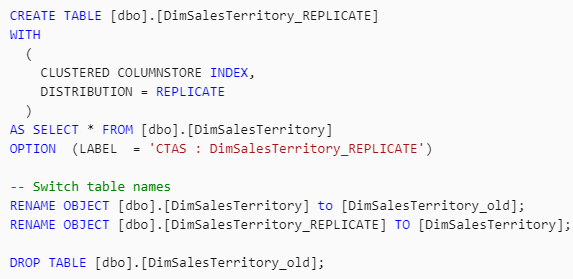 CREATE TABLE [dbo].[DimSalesTerritory_REPLICATE]
WITH
(
CLUSTERED COLUMNSTORE INDEX,
DISTRIBUTION = REPLICATE
)
AS SELECT * FROM [dbo].[DimSalesTerritory]
OPTION  (LABEL  = 'CTAS : DimSalesTerritory_REPLICATE')
-- Switch table names
RENAME OBJECT [dbo].[DimSalesTerritory] to [DimSalesTerritory_old];
RENAME OBJECT [dbo].[DimSalesTerritory_REPLICATE] TO [DimSalesTerritory];
DROP TABLE [dbo].[DimSalesTerritory_old];